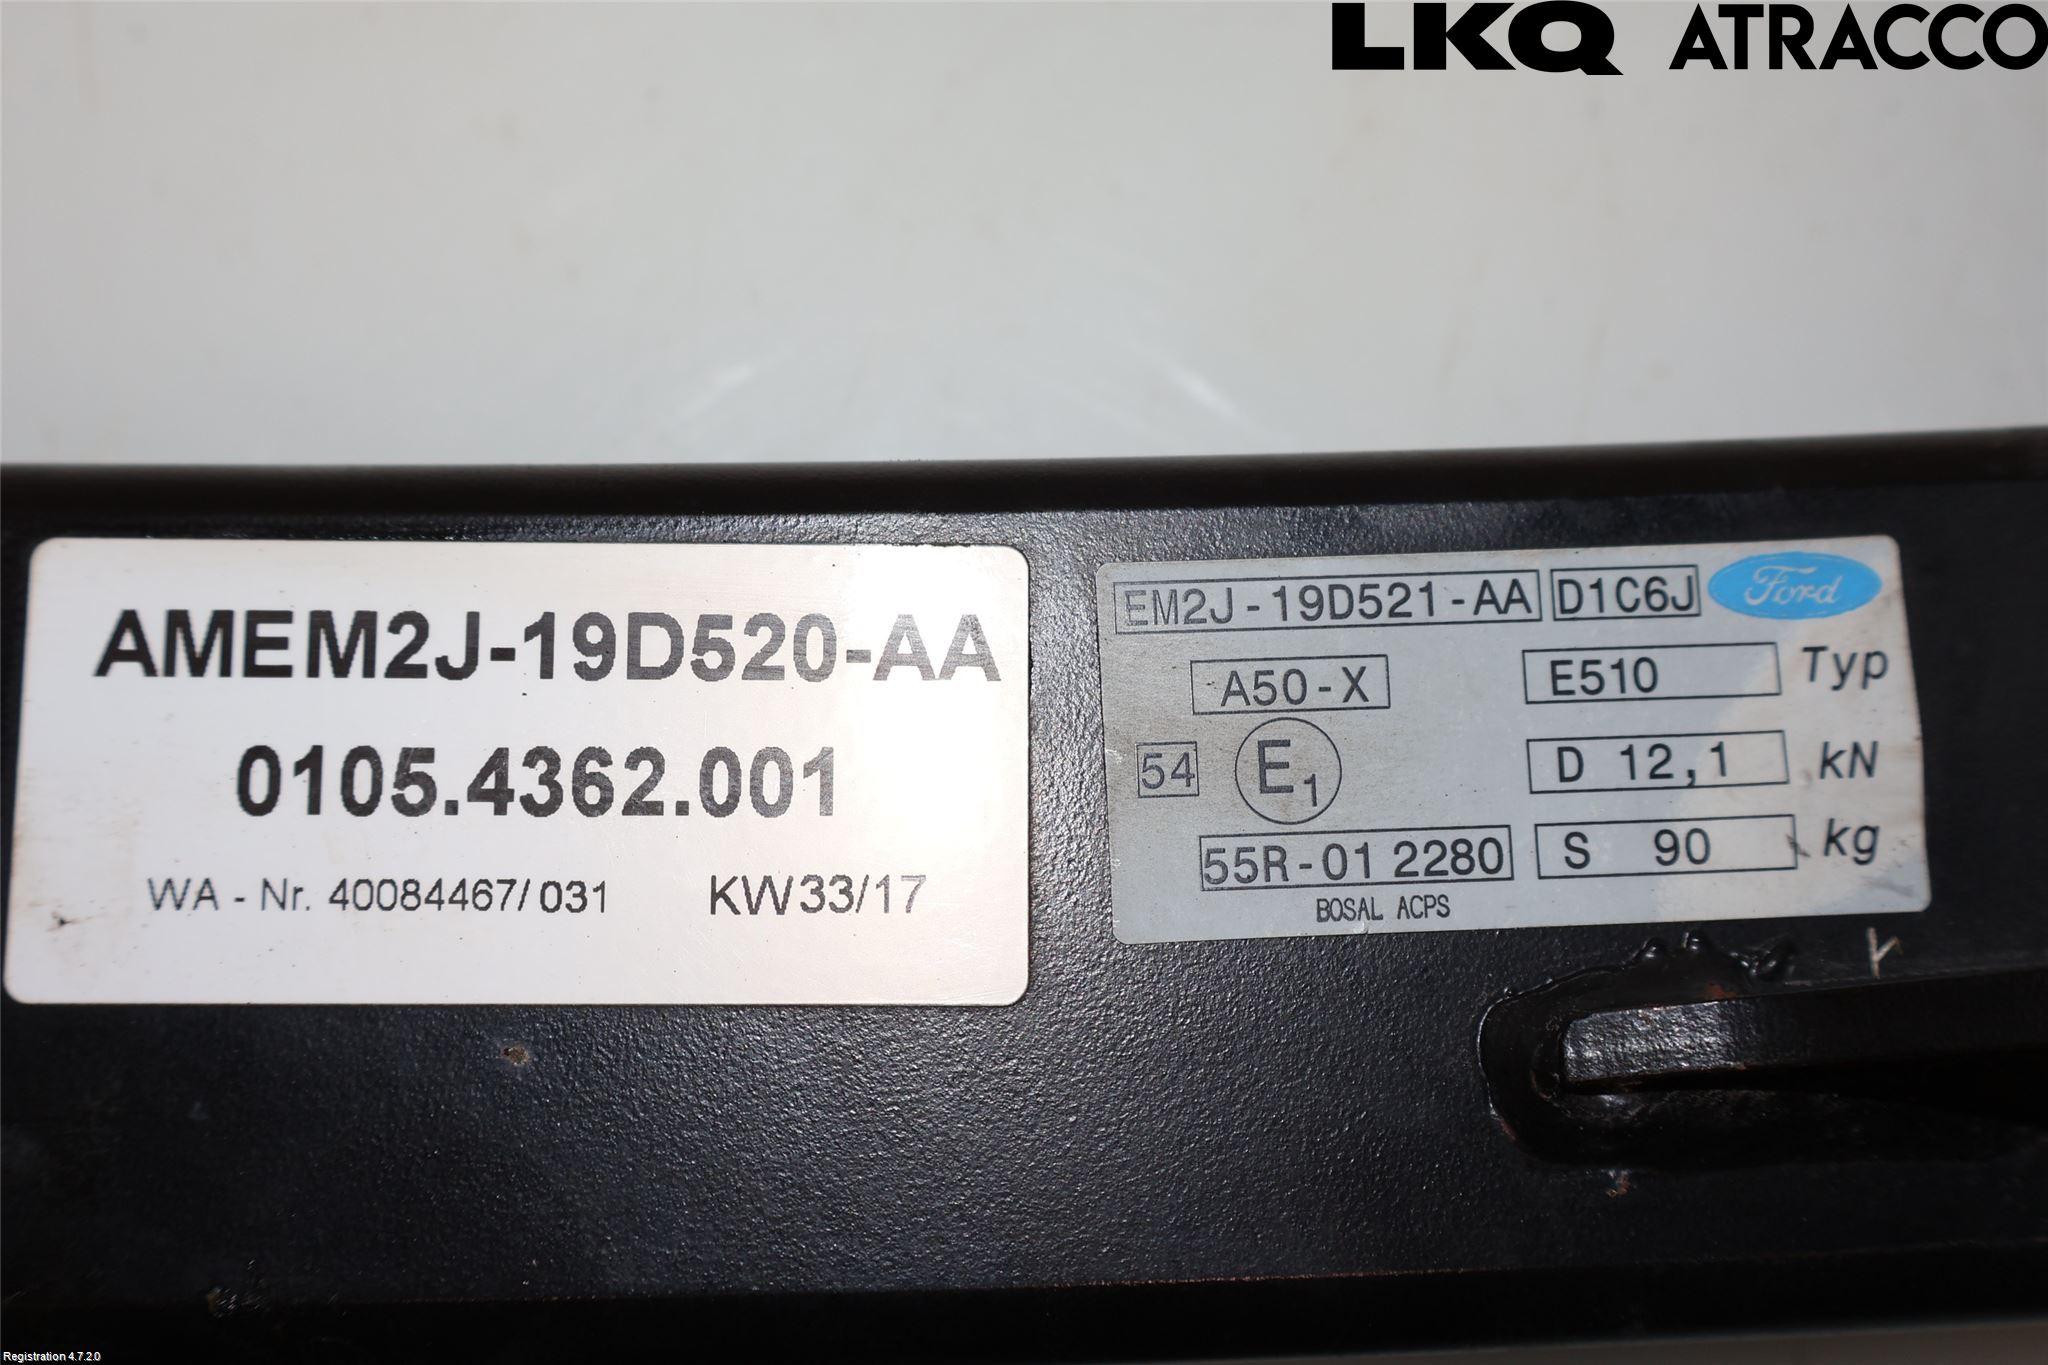 LKQ ATRACCO
AMEM2J-19D520-AA
0105.4362.001
WA - Nr. 40084467/031 KW33/17
EM2J-19D521-AA D1C6J Ford
A50-X E510 Typ
54 E1 D 12,1 kN
55R-01 2280 S 90 kg
BOSAL ACPS
Registration 4.7.2.0